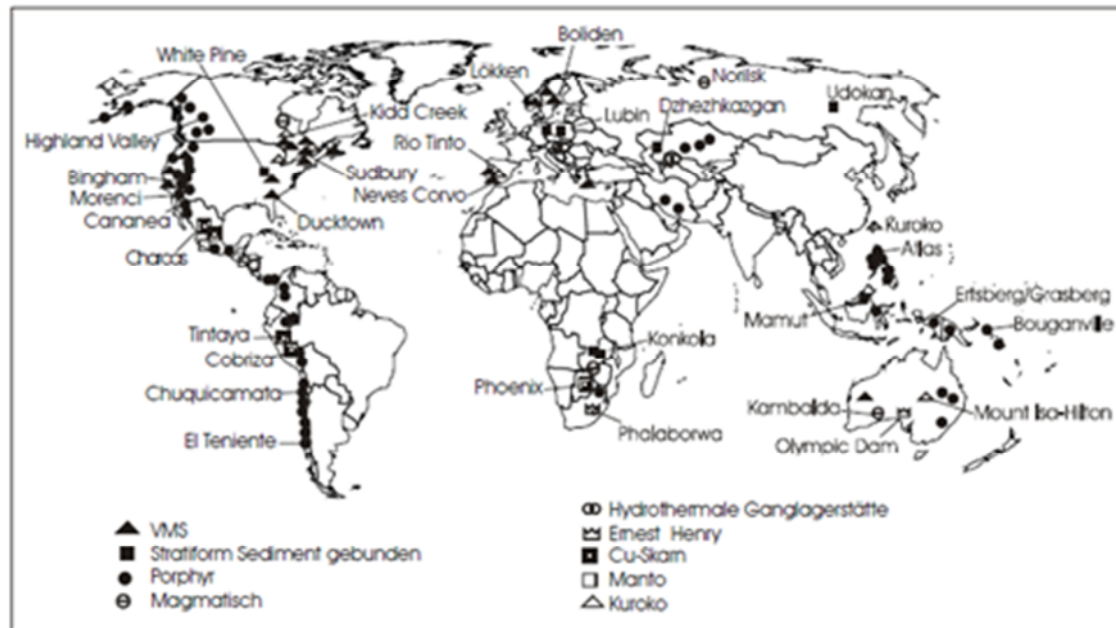 Boliden
White Pine
Lökken
Norilsk
Kidd Creek
Dzhezhkazgan
Udokan
Lubin
Highland Valley
Rio Tinto
Bingham
Sudbury
Morenci
Neves Corvo
Cananea
Ducktown
Kuroko
Atlas
Charcas
Ertsberg/Grasberg
Mamut
Bouganville
Tintaya
Konkolla
Cobriza
Phoenix
Chuquicamata
Kambalda
Mount Isa-Hilton
El Teniente
Phalaborwa
Olympic Dam
VMS
Stratiform Sediment gebunden
Porphyr
Magmatisch
Hydrothermale Ganglagerstätte
Ernest Henry
Cu-Skarn
Manto
Kuroko